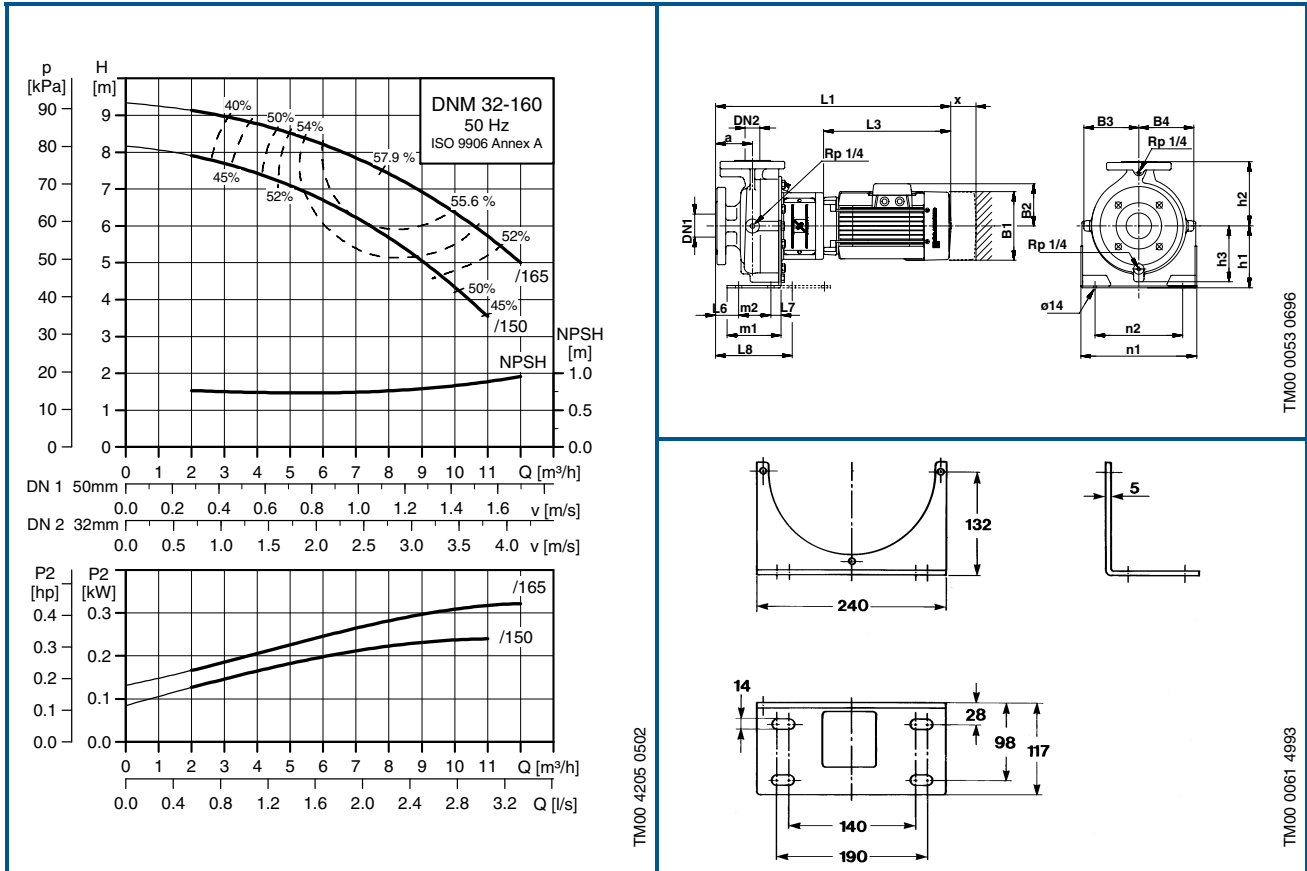 p
[kPa]
H
[m]
DNM 32-160
50 Hz
ISO 9906 Annex A
90
80
70
60
50
40
30
20
10
0
9
8
7
6
5
4
3
2
1
0
40%
50%
54%
57.9 %
55.6 %
52%
/165
45%
52%
50%
45%
/150
NPSH
[m]
NPSH
1.0
0.5
0.0
0 1 2 3 4 5 6 7 8 9 10 11 Q [m³/h]
DN 1 50mm
0.0 0.2 0.4 0.6 0.8 1.0 1.2 1.4 1.6 v [m/s]
DN 2 32mm
0.0 0.5 1.0 1.5 2.0 2.5 3.0 3.5 4.0 v [m/s]
P2
[hp]
P2
[kW]
0.4
0.3
0.2
0.1
0.0
0.3
0.2
0.1
0.0
/165
/150
0 1 2 3 4 5 6 7 8 9 10 11 Q [m³/h]
0.0 0.4 0.8 1.2 1.6 2.0 2.4 2.8 3.2 Q [l/s]
TM00 4205 0502
L1
x
DN2
L3
a
Rp 1/4
DN1
B1
B2
L6 m2 L7
m1
L8
B3 B4
Rp 1/4
h2
Rp 1/4
h3
h1
ø14
n2
n1
TM00 0053 0696
132
240
5
14
28
98
117
140
190
TM00 0061 4993